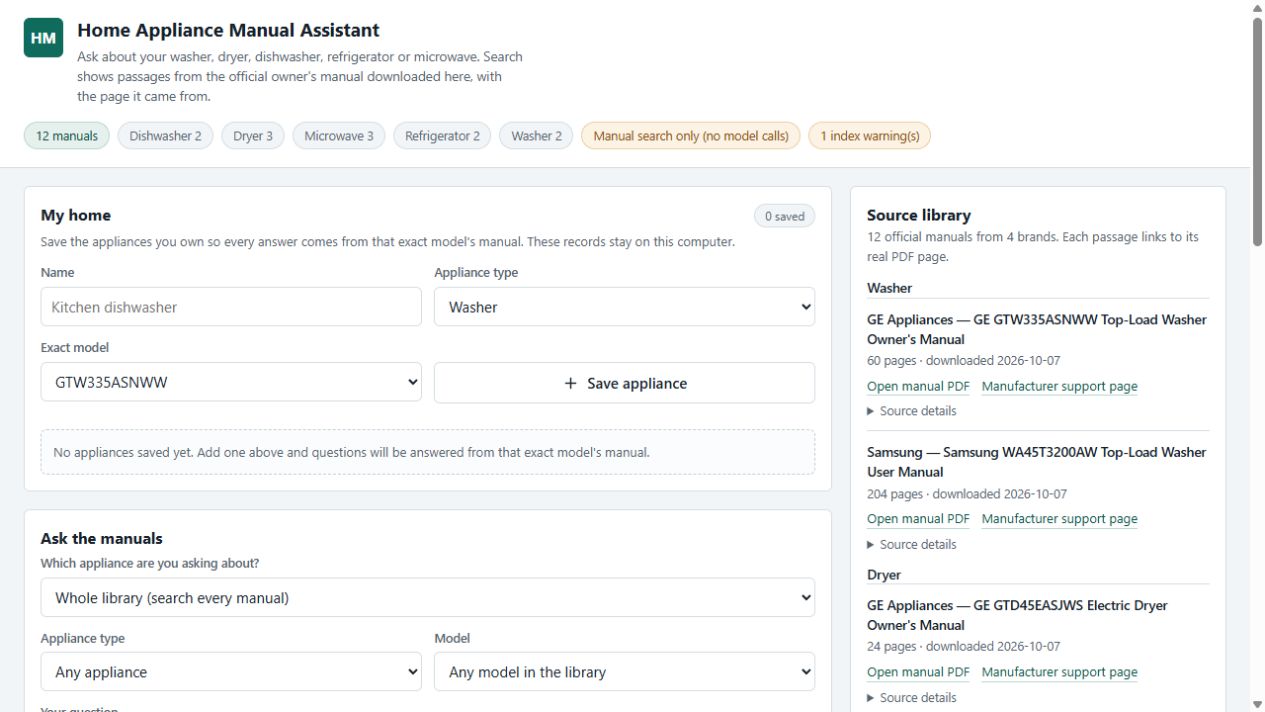 HM
Home Appliance Manual Assistant
Ask about your washer, dryer, dishwasher, refrigerator or microwave. Search
shows passages from the official owner's manual downloaded here, with
the page it came from.
12 manuals
Dishwasher 2
Dryer 3
Microwave 3
Refrigerator 2
Washer 2
Manual search only (no model calls)
1 index warning(s)
My home
0 saved
Save the appliances you own so every answer comes from that exact model's manual. These records stay on this computer.
Name
Appliance type
Kitchen dishwasher
Washer
Exact model
GTW335ASNWW
+ Save appliance
No appliances saved yet. Add one above and questions will be answered from that exact model's manual.
Ask the manuals
Which appliance are you asking about?
Whole library (search every manual)
Appliance type
Model
Any appliance
Any model in the library
Your question
Source library
12 official manuals from 4 brands. Each passage links to its
real PDF page.
Washer
GE Appliances — GE GTW335ASNWW Top-Load Washer
Owner's Manual
60 pages · downloaded 2026-10-07
Open manual PDF Manufacturer support page
Source details
Samsung — Samsung WA45T3200AW Top-Load Washer
User Manual
204 pages · downloaded 2026-10-07
Open manual PDF Manufacturer support page
Source details
Dryer
GE Appliances — GE GTD45EASJWS Electric Dryer
Owner's Manual
24 pages · downloaded 2026-10-07
Open manual PDF Manufacturer support page
Source details